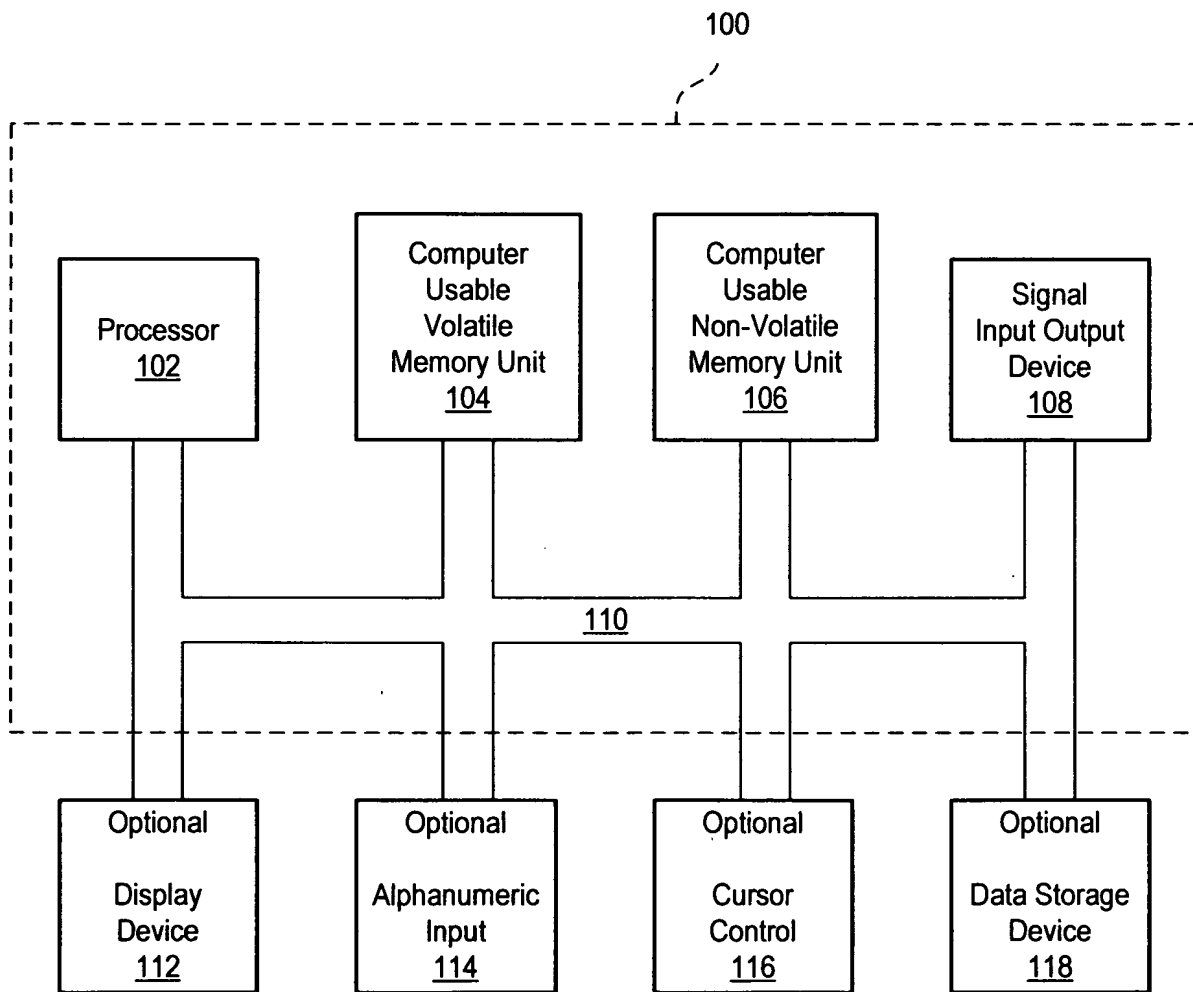 100
Processor
102
Computer
Usable
Volatile
Memory Unit
104
Computer
Usable
Non-Volatile
Memory Unit
106
Signal
Input Output
Device
108
110
Optional
Display
Device
112
Optional
Alphanumeric
Input
114
Optional
Cursor
Control
116
Optional
Data Storage
Device
118